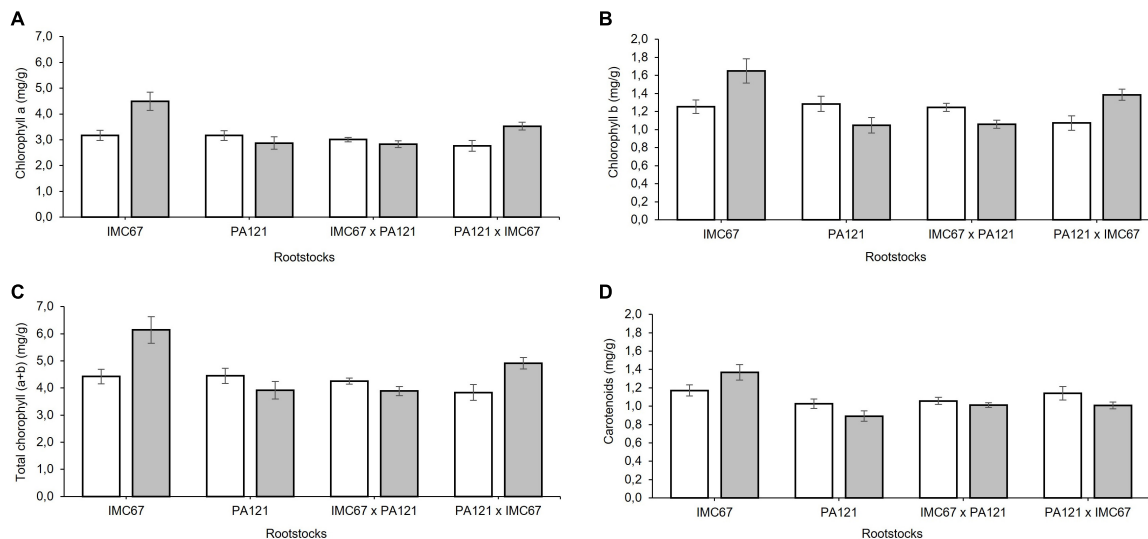 A
Chlorophyll a (mg/g)
7,0
6,0
5,0
4,0
3,0
2,0
1,0
0,0
IMC67 PA121 IMC67 x PA121 PA121 x IMC67
Rootstocks
B
Chlorophyll b (mg/g)
2,0
1,8
1,6
1,4
1,2
1,0
0,8
0,6
0,4
0,2
0,0
IMC67 PA121 IMC67 x PA121 PA121 x IMC67
Rootstocks
C
Total chorophyll (a+b) (mg/g)
7,0
6,0
5,0
4,0
3,0
2,0
1,0
0,0
IMC67 PA121 IMC67 x PA121 PA121 x IMC67
Rootstocks
D
Carotenoids (mg/g)
2,0
1,8
1,6
1,4
1,2
1,0
0,8
0,6
0,4
0,2
0,0
IMC67 PA121 IMC67 x PA121 PA121 x IMC67
Rootstocks